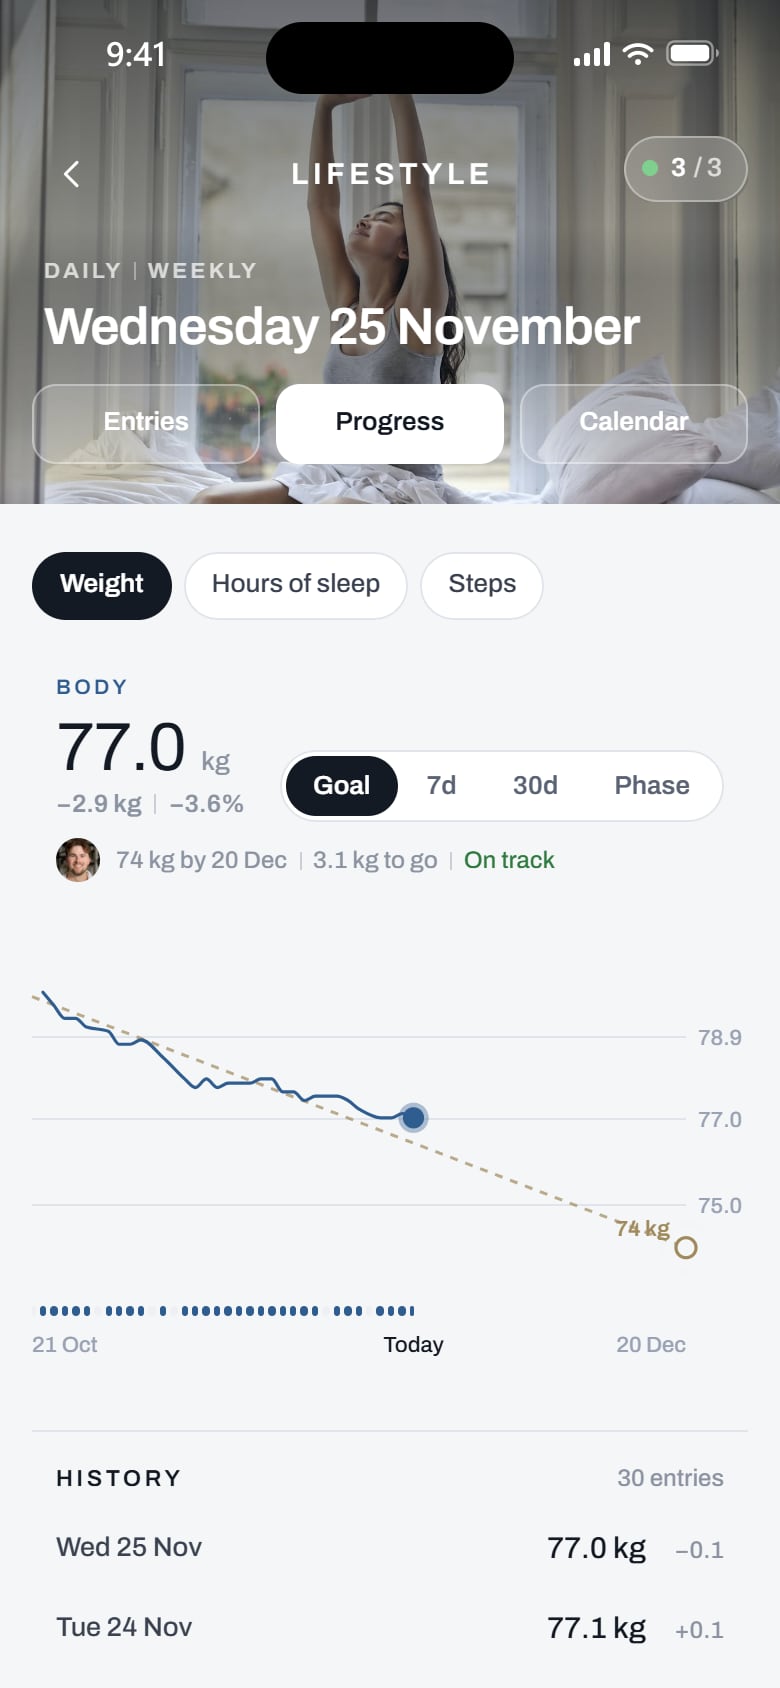 9:41
LIFESTYLE
3 / 3
DAILY | WEEKLY
Wednesday 25 November
Entries
Progress
Calendar
Weight
Hours of sleep
Steps
BODY
77.0 kg
−2.9 kg | −3.6%
Goal
7d
30d
Phase
74 kg by 20 Dec | 3.1 kg to go | On track
78.9
77.0
75.0
74 kg
21 Oct
Today
20 Dec
HISTORY
30 entries
Wed 25 Nov
77.0 kg −0.1
Tue 24 Nov
77.1 kg +0.1